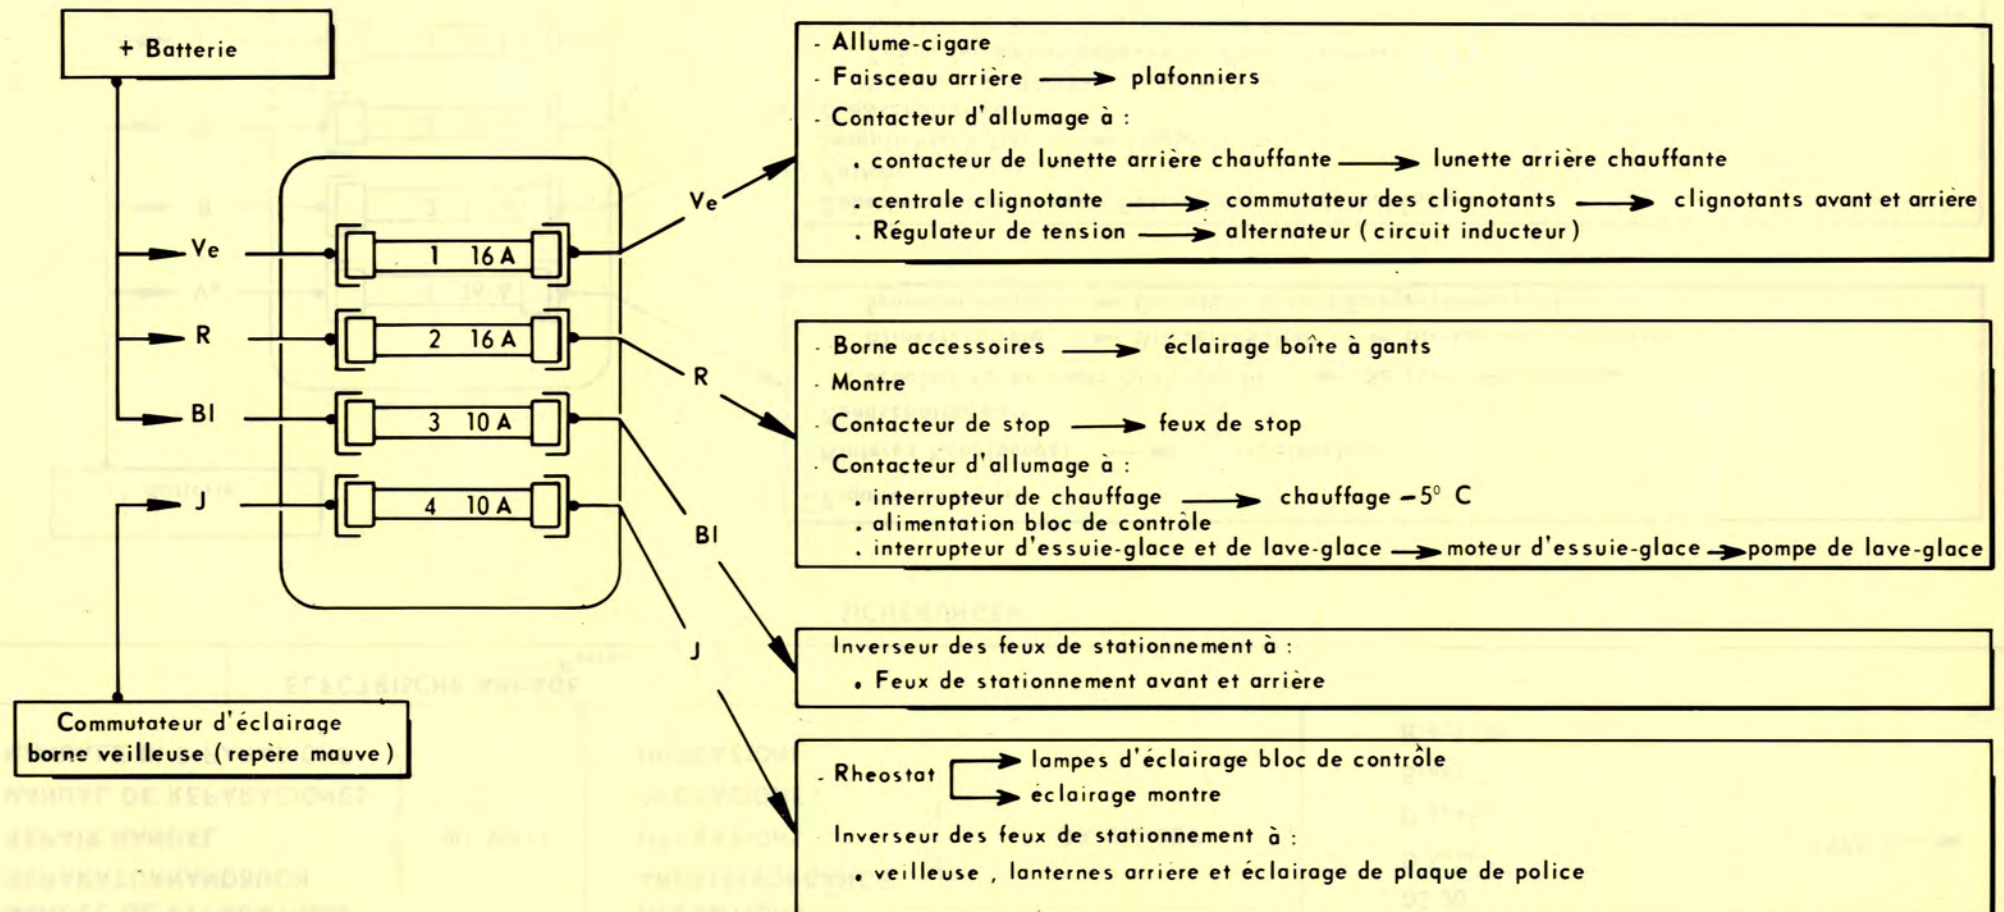 + Batterie
Ve
R
Bl
J
1 16 A
2 16 A
3 10 A
4 10 A
Ve
R
Bl
J
Commutateur d'éclairage
borne veilleuse (repère mauve)
- Allume-cigare
- Faisceau arrière → plafonniers
- Contacteur d'allumage à :
. contacteur de lunette arrière chauffante → lunette arrière chauffante
. centrale clignotante → commutateur des clignotants → clignotants avant et arrière
. Régulateur de tension → alternateur (circuit inducteur)
- Borne accessoires → éclairage boîte à gants
- Montre
- Contacteur de stop → feux de stop
- Contacteur d'allumage à :
. interrupteur de chauffage → chauffage –5° C
. alimentation bloc de contrôle
. interrupteur d'essuie-glace et de lave-glace → moteur d'essuie-glace → pompe de lave-glace
Inverseur des feux de stationnement à :
. Feux de stationnement avant et arrière
- Rheostat → lampes d'éclairage bloc de contrôle
→ éclairage montre
Inverseur des feux de stationnement à :
. veilleuse , lanternes arrière et éclairage de plaque de police